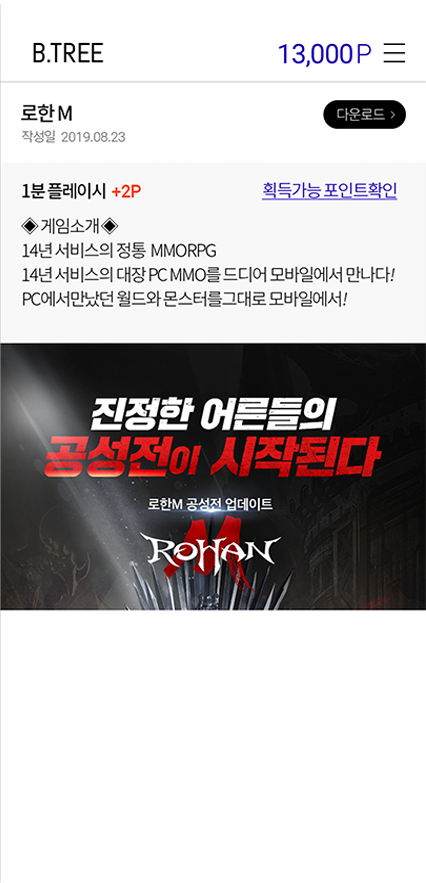 B.TREE 13,000P
로한 M 다운로드
작성일 2019.08.23
1분 플레이시 +2P 획득가능 포인트확인
◈ 게임소개 ◈
14년 서비스의 정통 MMORPG
14년 서비스의 대장 PC MMO를 드디어 모바일에서 만나다!
PC에서만났던 월드와 몬스터를그대로 모바일에서!
진정한 어른들의
공성전이 시작된다
로한M 공성전 업데이트
ROHAN
M